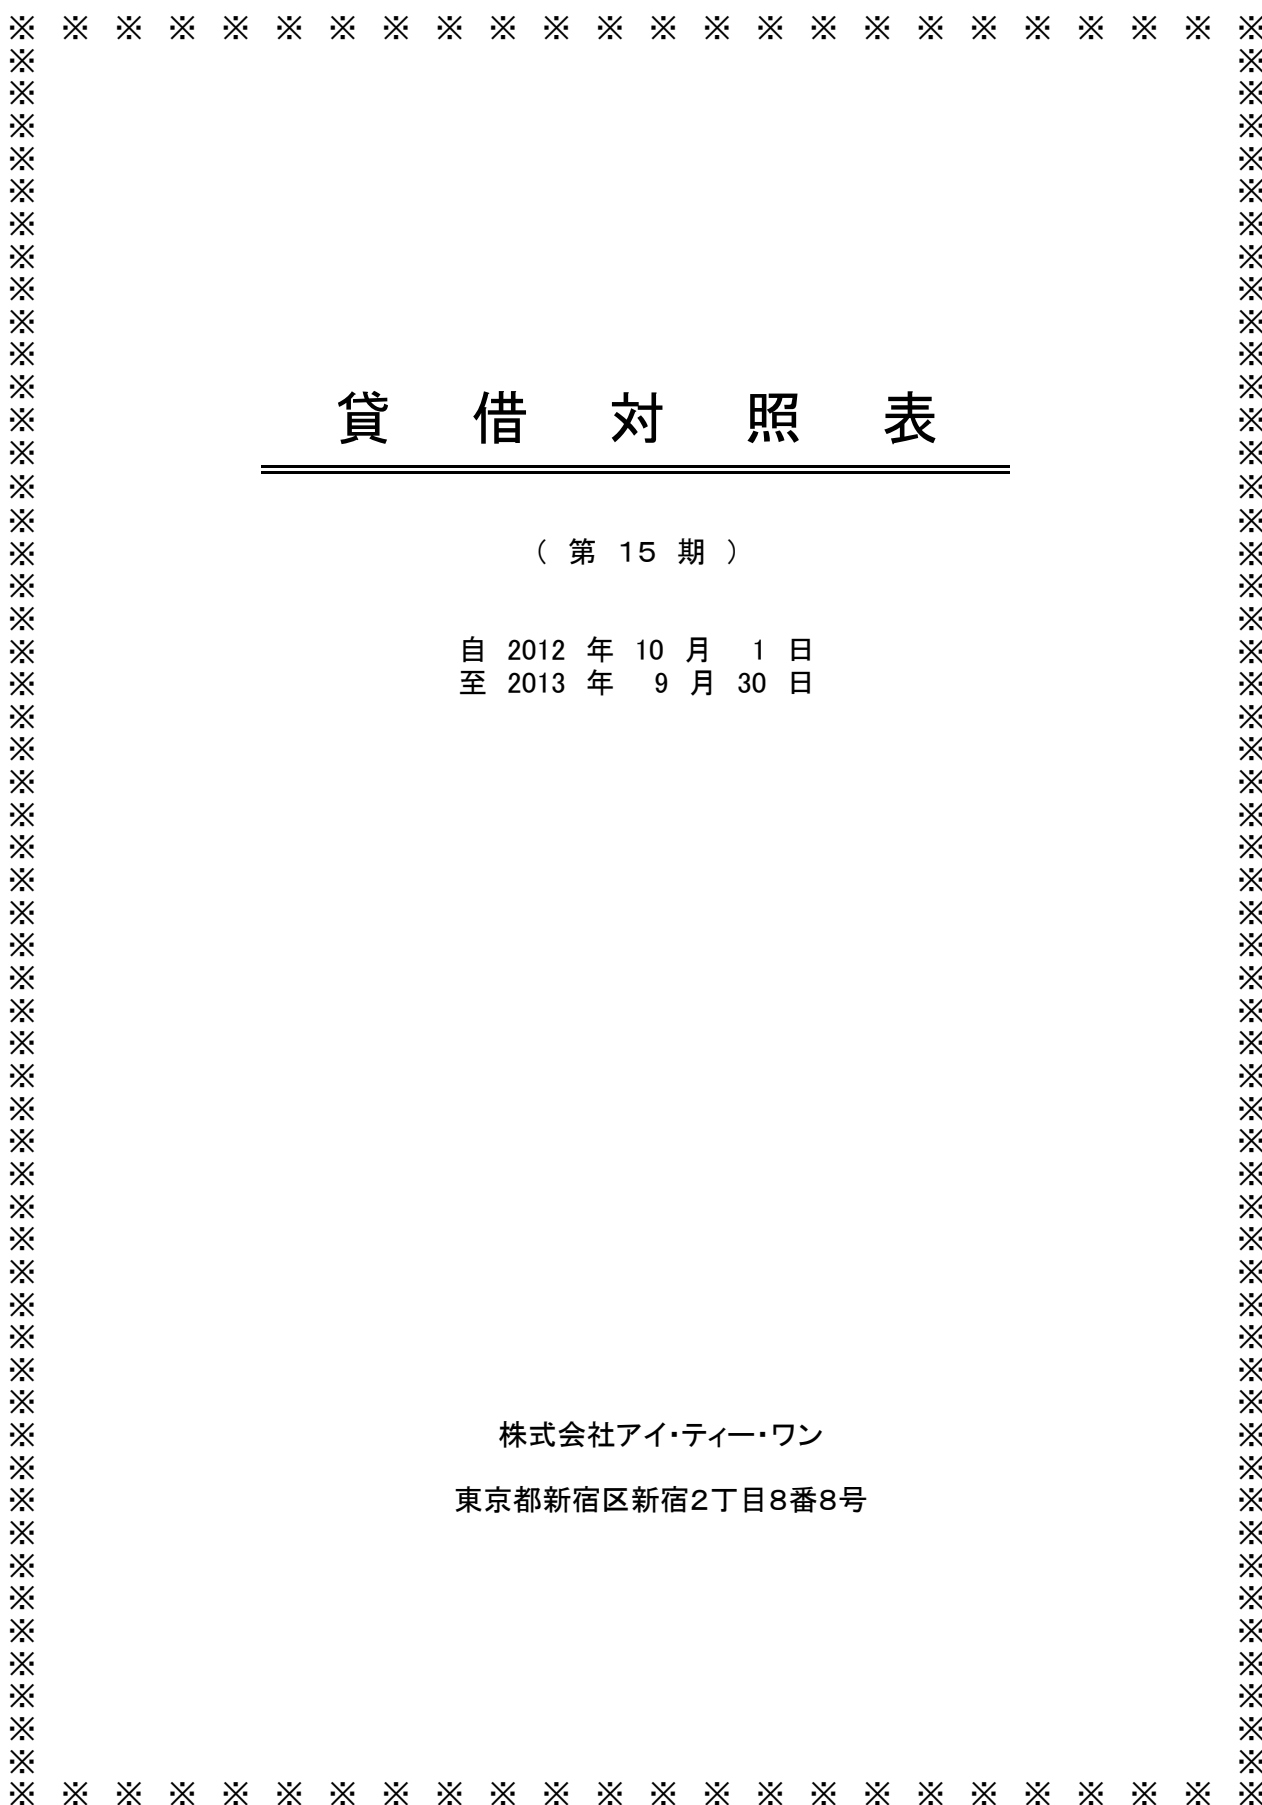 ※ ※ ※ ※ ※ ※ ※ ※ ※ ※ ※ ※ ※ ※ ※ ※ ※ ※ ※ ※ ※ ※ ※ ※
貸 借 対 照 表
（ 第 １５ 期 ）
自 2012 年 10 月 1 日
至 2013 年 9 月 30 日
株式会社アイ・ティー・ワン
東京都新宿区新宿２丁目８番８号
※ ※ ※ ※ ※ ※ ※ ※ ※ ※ ※ ※ ※ ※ ※ ※ ※ ※ ※ ※ ※ ※ ※ ※